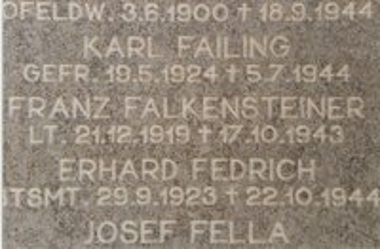 OFELDW. 3.6.1900 † 18.9.1944
KARL FAILING
GEFR. 19.5.1924 † 5.7.1944
FRANZ FALKENSTEINER
LT. 21.12.1919 † 17.10.1943
ERHARD FEDRICH
ITSMT. 29.9.1923 † 22.10.1944
JOSEF FELLA